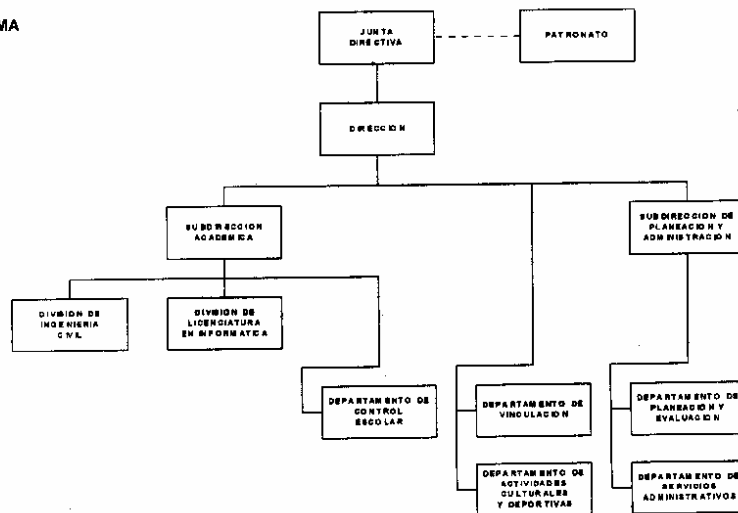 MA
JUNTA
DIRECTIVA
PATRONATO
DIRECCION
SUBDIRECCION
ACADEMICA
SUBDIRECCION DE
PLANEACION Y
ADMINISTRACION
DIVISION DE
INGENIERIA
CIVIL
DIVISION DE
LICENCIATURA
EN INFORMATICA
DEPARTAMENTO DE
CONTROL
ESCOLAR
DEPARTAMENTO DE
VINCULACION
DEPARTAMENTO DE
PLANEACION Y
EVALUACION
DEPARTAMENTO DE
ACTIVIDADES
CULTURALES
Y DEPORTIVAS
DEPARTAMENTO DE
SERVICIOS
ADMINISTRATIVOS